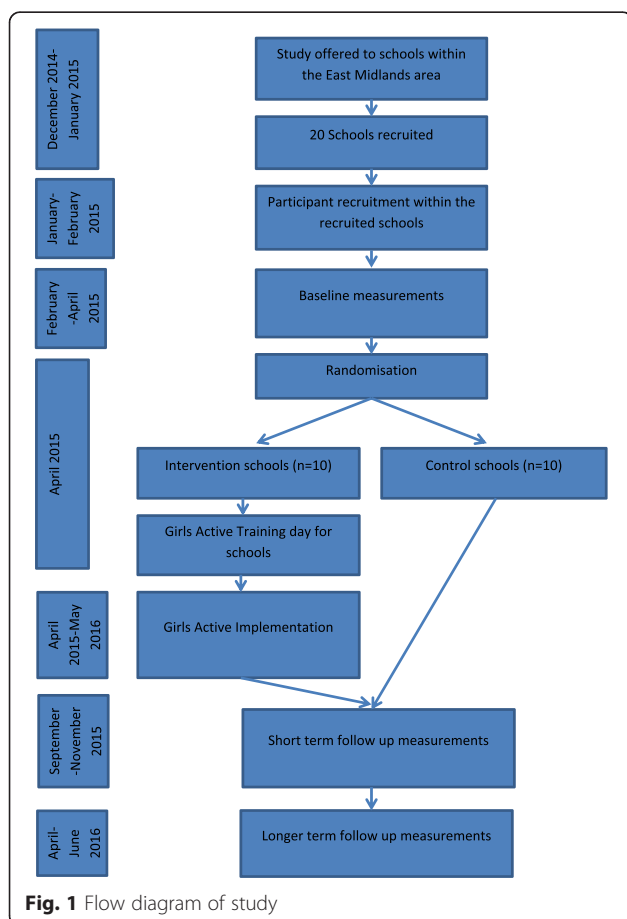 December 2014-
January 2015
Study offered to schools within
the East Midlands area
20 Schools recruited
January-
February
2015
Participant recruitment within the
recruited schools
February
-April
2015
Baseline measurements
Randomisation
April 2015
Intervention schools (n=10)
Control schools (n=10)
Girls Active Training day for
schools
April
2015-May
2016
Girls Active Implementation
September
-November
2015
Short term follow up measurements
April-
June
2016
Longer term follow up measurements
Fig. 1 Flow diagram of study